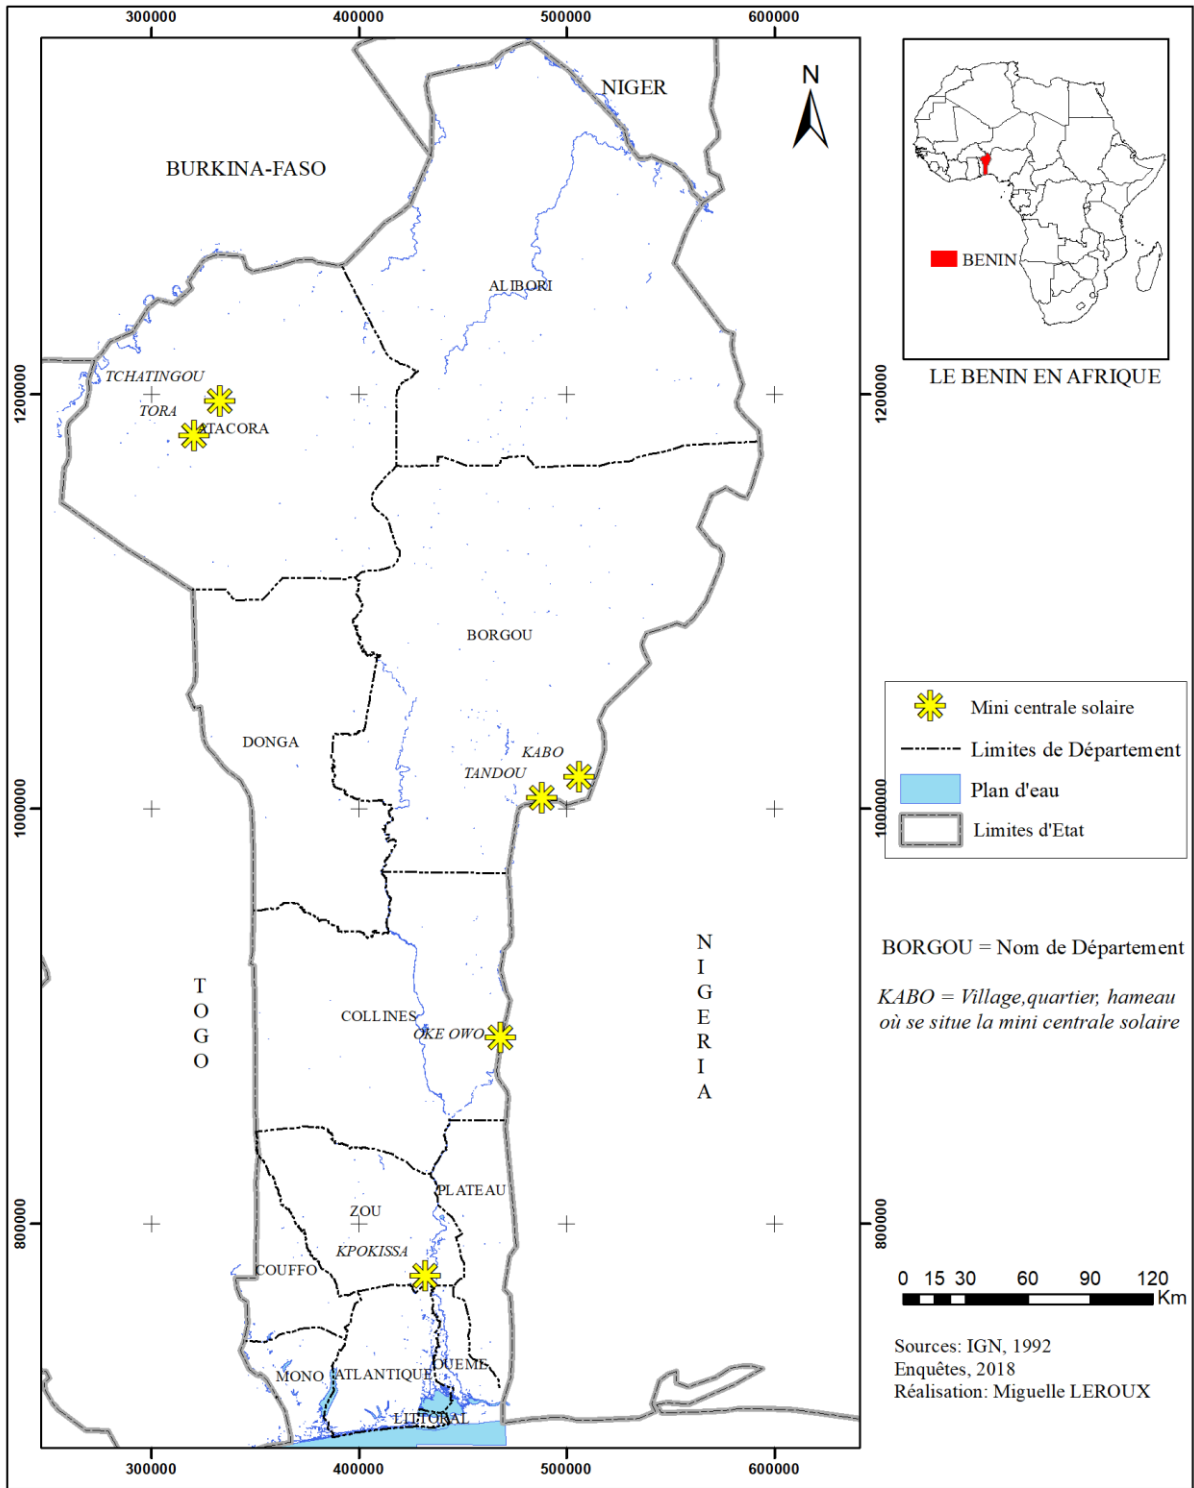 300000
400000
500000
600000
N
NIGER
BURKINA-FASO
ALIBORI
BENIN
LE BENIN EN AFRIQUE
1200000
1200000
TCHATINGOU
TORA
ATACORA
BORGOU
DONGA
KABO
TANDOU
1000000
1000000
Mini centrale solaire
Limites de Département
Plan d'eau
Limites d'Etat
BORGOU = Nom de Département
KABO = Village,quartier, hameau
où se situe la mini centrale solaire
TOGO
NIGERIA
COLLINES
OKE OWO
PLATEAU
ZOU
800000
800000
KPOKISSA
COUFFO
MONO
ATLANTIQUE
OUEME
LITTORAL
0 15 30 60 90 120
Km
Sources: IGN, 1992
Enquêtes, 2018
Réalisation: Miguelle LEROUX
300000
400000
500000
600000